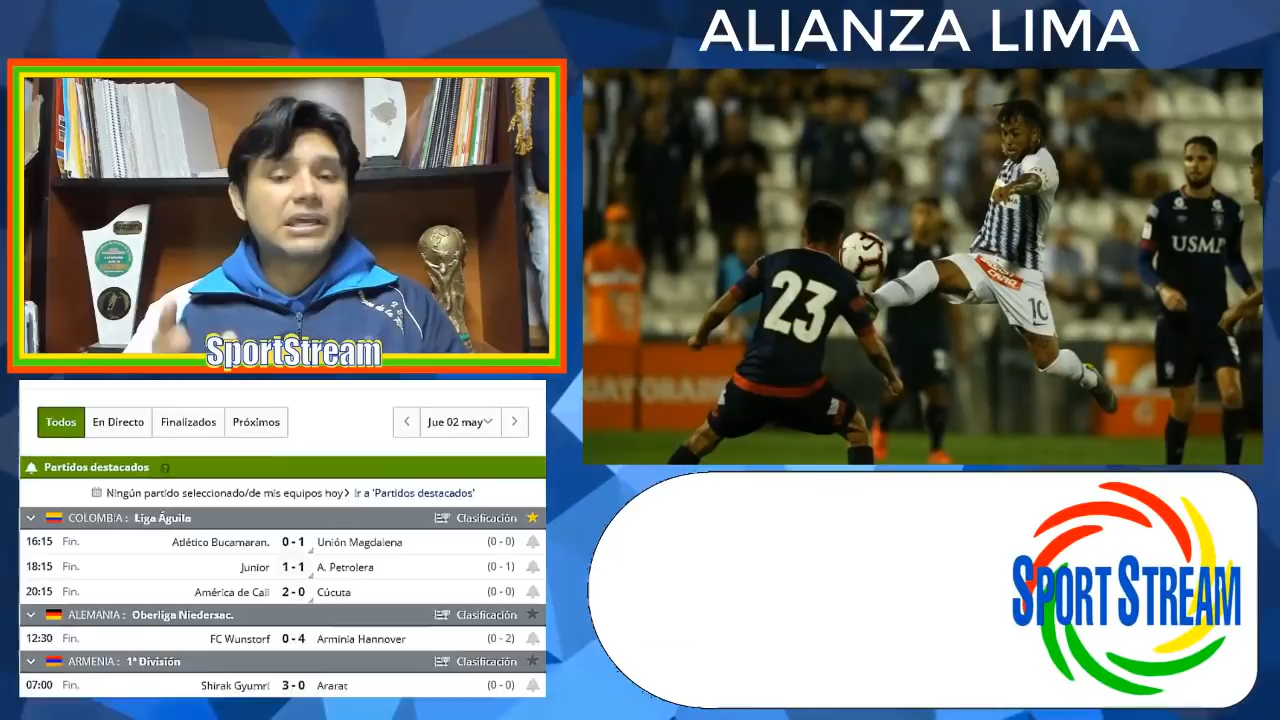 ALIANZA LIMA
SportStream
Todos En Directo Finalizados Próximos Jue 02 may
Partidos destacados
Ningún partido seleccionado/de mis equipos hoy Ir a 'Partidos destacados'
COLOMBIA : Liga Águila Clasificación
16:15 Fin. Atlético Bucaraman. 0 - 1 Unión Magdalena (0 - 0)
18:15 Fin. Junior 1 - 1 A. Petrolera (0 - 1)
20:15 Fin. América de Cali 2 - 0 Cúcuta (0 - 0)
ALEMANIA : Oberliga Niedersac. Clasificación
12:30 Fin. FC Wunstorf 0 - 4 Arminia Hannover (0 - 2)
ARMENIA : 1ª División Clasificación
07:00 Fin. Shirak Gyumri 3 - 0 Ararat (0 - 0)
23
10
USMP
GATORADE
SPORT STREAM